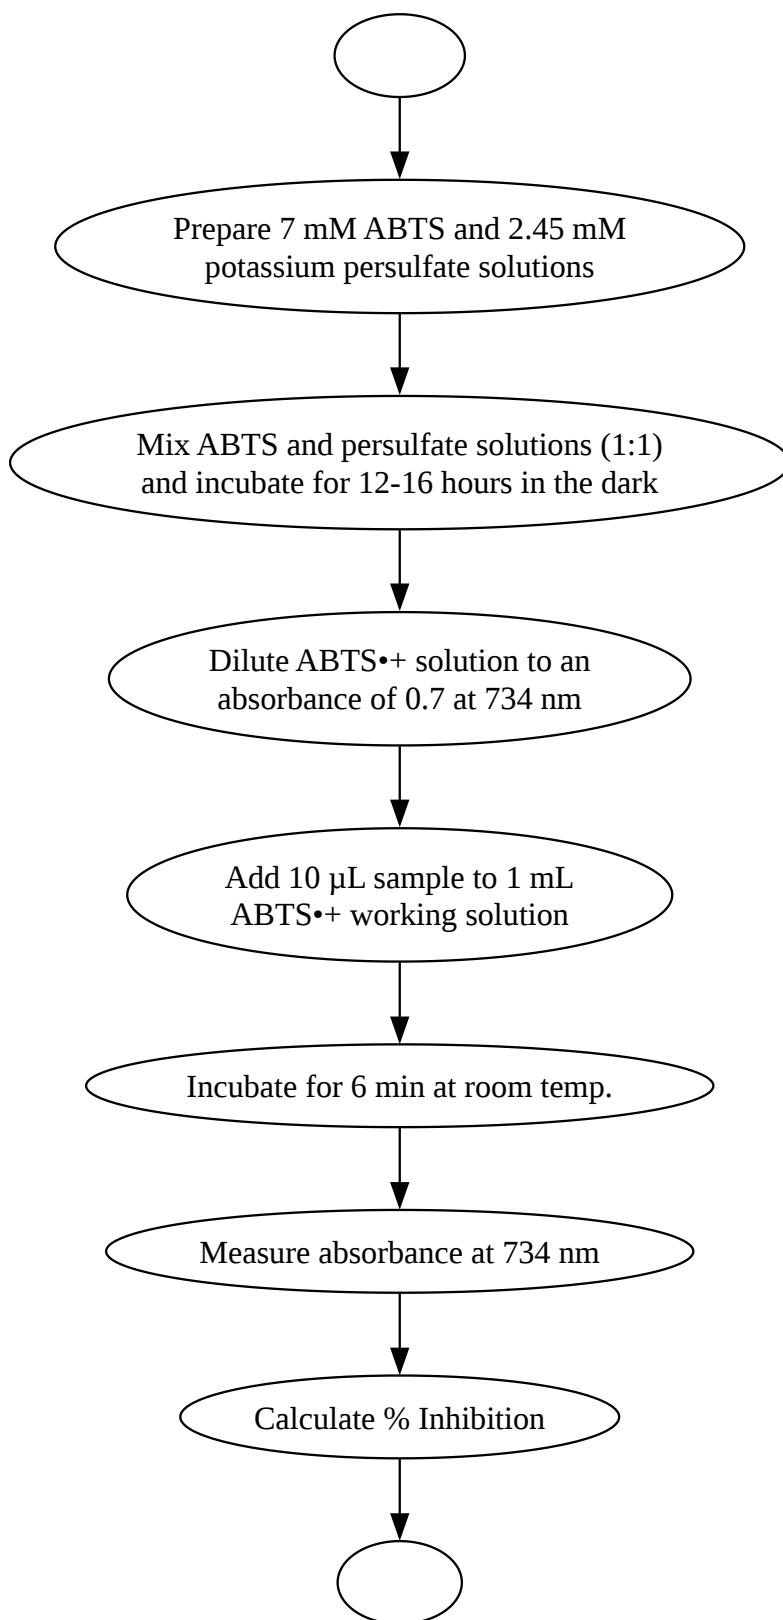 Prepare 7 mM ABTS and 2.45 mM
potassium persulfate solutions
Mix ABTS and persulfate solutions (1:1)
and incubate for 12-16 hours in the dark
Dilute ABTS•+ solution to an
absorbance of 0.7 at 734 nm
Add 10 µL sample to 1 mL
ABTS•+ working solution
Incubate for 6 min at room temp.
Measure absorbance at 734 nm
Calculate % Inhibition